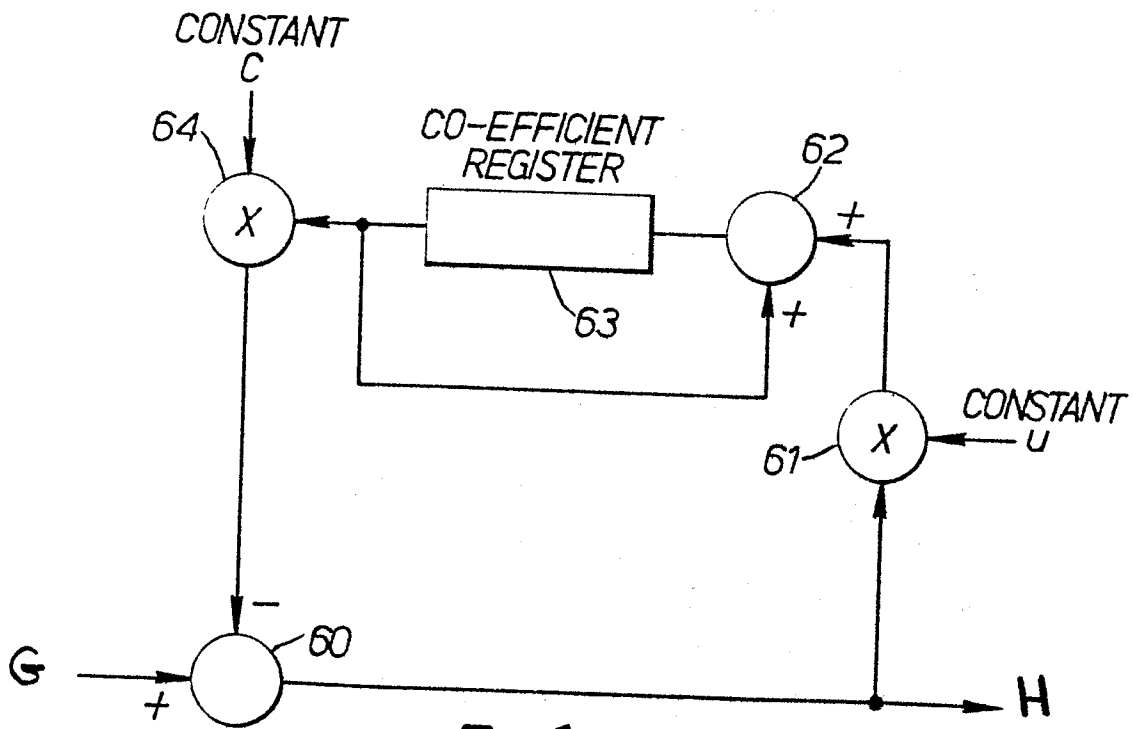 CONSTANT
C
64
X
CO-EFFICIENT
REGISTER
63
62
+
+
CONSTANT
u
61
X
-
60
G
+
H